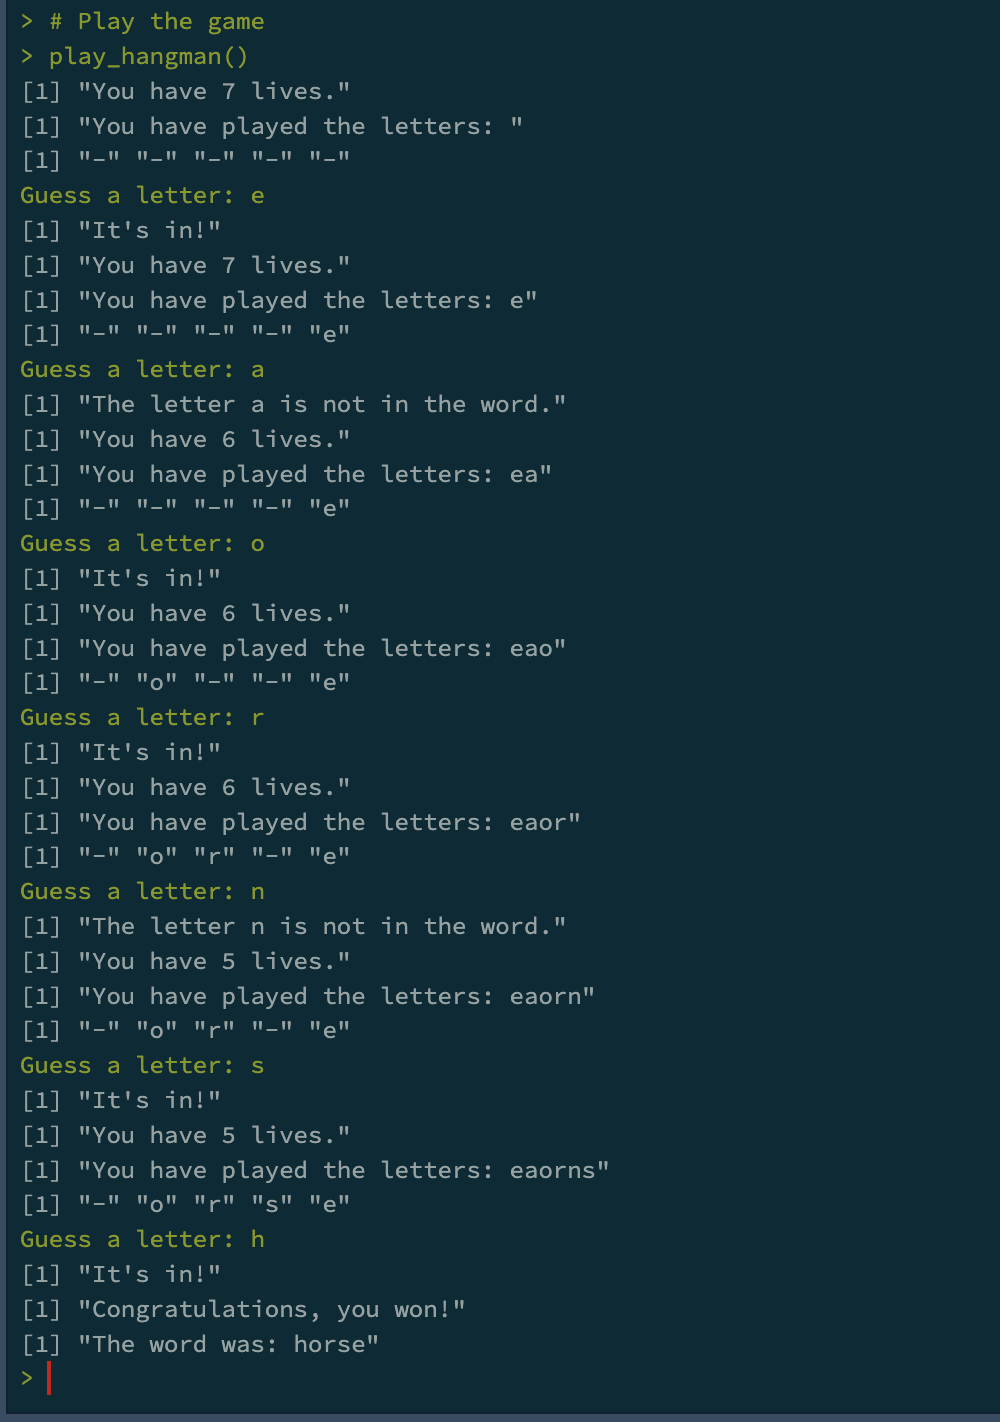 > # Play the game
> play_hangman()
[1] "You have 7 lives."
[1] "You have played the letters: "
[1] "-" "-" "-" "-" "-"
Guess a letter: e
[1] "It's in!"
[1] "You have 7 lives."
[1] "You have played the letters: e"
[1] "-" "-" "-" "-" "e"
Guess a letter: a
[1] "The letter a is not in the word."
[1] "You have 6 lives."
[1] "You have played the letters: ea"
[1] "-" "-" "-" "-" "e"
Guess a letter: o
[1] "It's in!"
[1] "You have 6 lives."
[1] "You have played the letters: eao"
[1] "-" "o" "-" "-" "e"
Guess a letter: r
[1] "It's in!"
[1] "You have 6 lives."
[1] "You have played the letters: eaor"
[1] "-" "o" "r" "-" "e"
Guess a letter: n
[1] "The letter n is not in the word."
[1] "You have 5 lives."
[1] "You have played the letters: eaorn"
[1] "-" "o" "r" "-" "e"
Guess a letter: s
[1] "It's in!"
[1] "You have 5 lives."
[1] "You have played the letters: eaorns"
[1] "-" "o" "r" "s" "e"
Guess a letter: h
[1] "It's in!"
[1] "Congratulations, you won!"
[1] "The word was: horse"
>